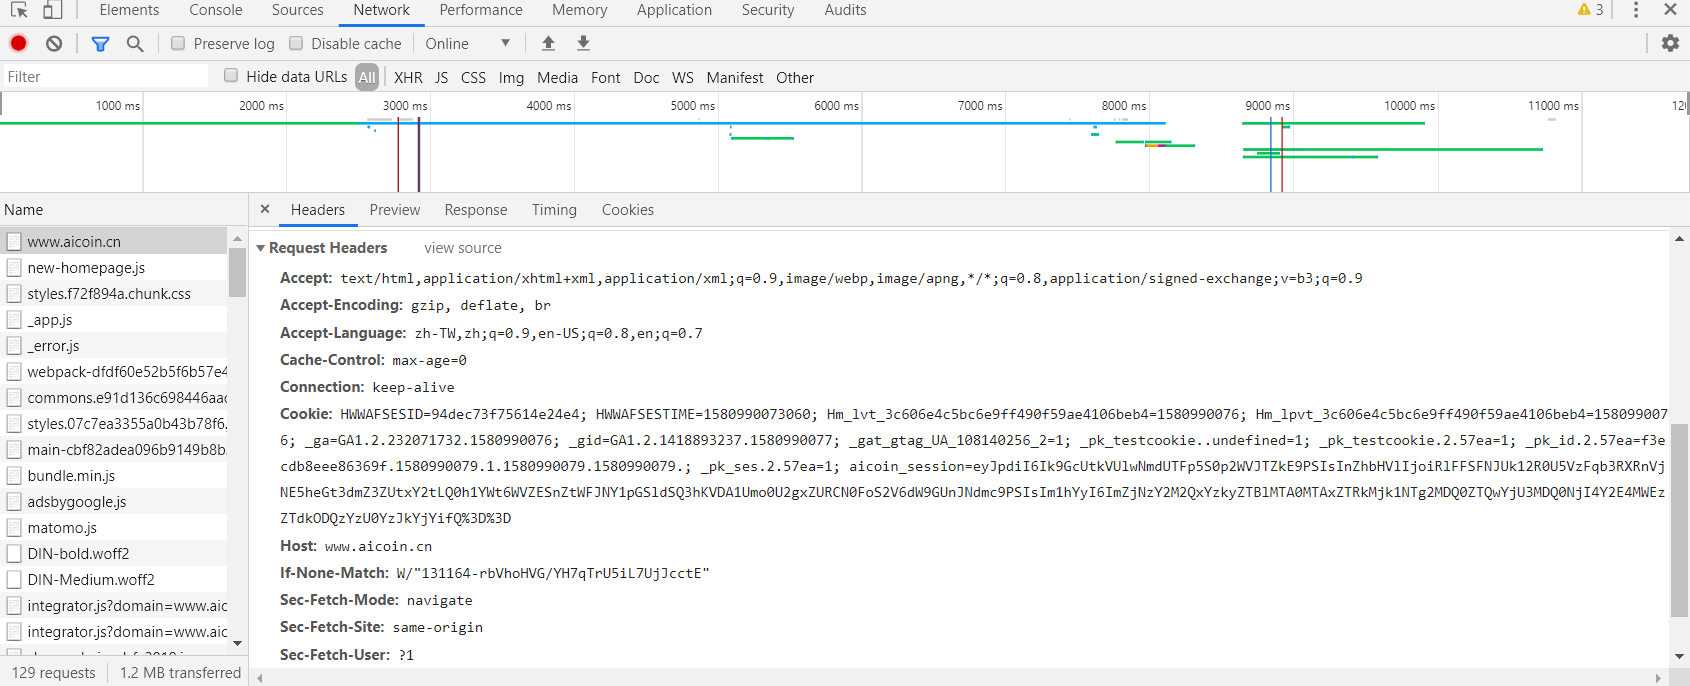 Elements Console Sources Network Performance Memory Application Security Audits 3
Preserve log Disable cache Online
Filter Hide data URLs All XHR JS CSS Img Media Font Doc WS Manifest Other
1000 ms 2000 ms 3000 ms 4000 ms 5000 ms 6000 ms 7000 ms 8000 ms 9000 ms 10000 ms 11000 ms
Name
www.aicoin.cn
new-homepage.js
styles.f72f894a.chunk.css
_app.js
_error.js
webpack-dfdf60e52b5f6b57e4
commons.e91d136c698446aac
styles.07c7ea3355a0b43b78f6.
main-cbf82adea096b9149b8b.
bundle.min.js
adsbygoogle.js
matomo.js
DIN-bold.woff2
DIN-Medium.woff2
integrator.js?domain=www.aic
integrator.js?domain=www.aic
129 requests 1.2 MB transferred
Headers Preview Response Timing Cookies
Request Headers view source
Accept: text/html,application/xhtml+xml,application/xml;q=0.9,image/webp,image/apng,*/*;q=0.8,application/signed-exchange;v=b3;q=0.9
Accept-Encoding: gzip, deflate, br
Accept-Language: zh-TW,zh;q=0.9,en-US;q=0.8,en;q=0.7
Cache-Control: max-age=0
Connection: keep-alive
Cookie: HWWAFSESID=94dec73f75614e24e4; HWWAFSESTIME=1580990073060; Hm_lvt_3c606e4c5bc6e9ff490f59ae4106beb4=1580990076; Hm_lpvt_3c606e4c5bc6e9ff490f59ae4106beb4=158099007
6; _ga=GA1.2.232071732.1580990076; _gid=GA1.2.1418893237.1580990077; _gat_gtag_UA_108140256_2=1; _pk_testcookie..undefined=1; _pk_testcookie.2.57ea=1; _pk_id.2.57ea=f3e
cdb8eee86369f.1580990079.1.1580990079.1580990079.; _pk_ses.2.57ea=1; aicoin_session=eyJpdiI6Ik9GcUtkVUlwNmdUTFp5S0p2WVJTZkE9PSIsInZhbHVlIjoiRlFFSFNJUk12R0U5VzFqb3RXRnVj
NE5heGt3dmZ3ZUtxY2tLQ0h1YWt6WVZESnZtWFJNY1pGSldSQ3hKVDA1Umo0U2gxZURCN0FoS2V6dW9GUnJNdmc9PSIsIm1hYyI6ImZjNzY2M2QxYzkyZTBlMTA0MTAxZTRkMjk1NTg2MDQ0ZTQwYjU3MDQ0NjI4Y2E4MWEz
ZTdkODQzYzU0YzJkYjYifQ%3D%3D
Host: www.aicoin.cn
If-None-Match: W/"131164-rbVhoHVG/YH7qTrU5iL7UjJcctE"
Sec-Fetch-Mode: navigate
Sec-Fetch-Site: same-origin
Sec-Fetch-User: ?1